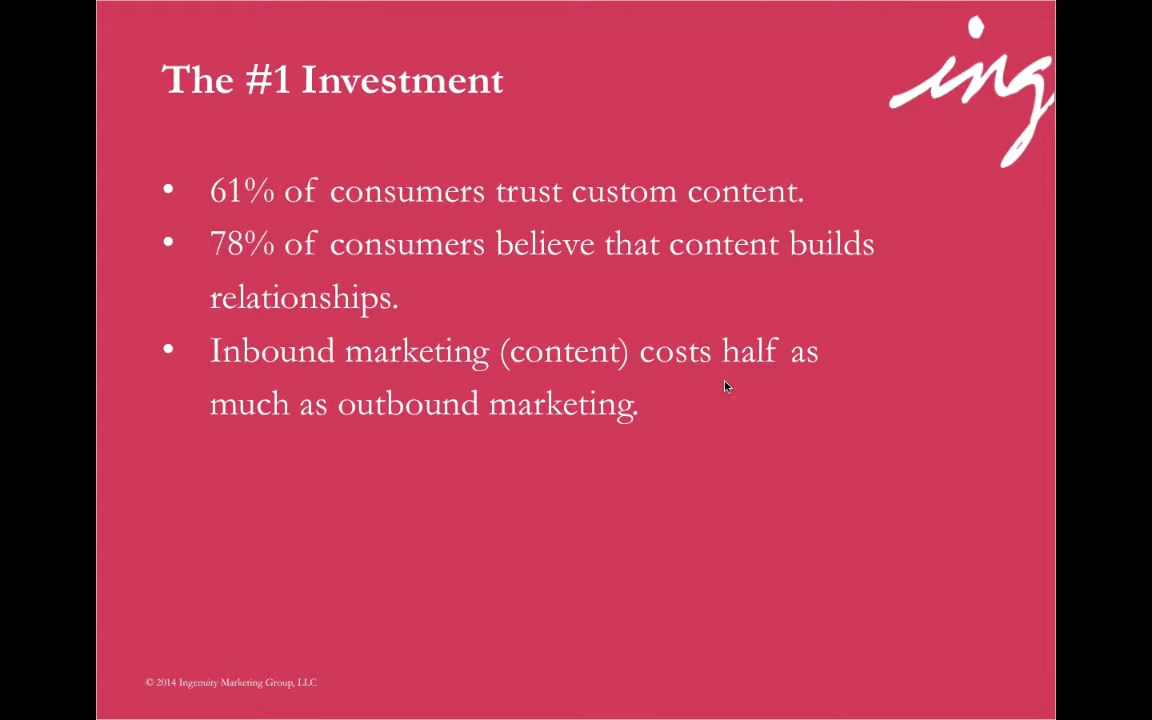 The #1 Investment
ing
• 61% of consumers trust custom content.
• 78% of consumers believe that content builds
relationships.
• Inbound marketing (content) costs half as
much as outbound marketing.
© 2014 Ingenuity Marketing Group, LLC